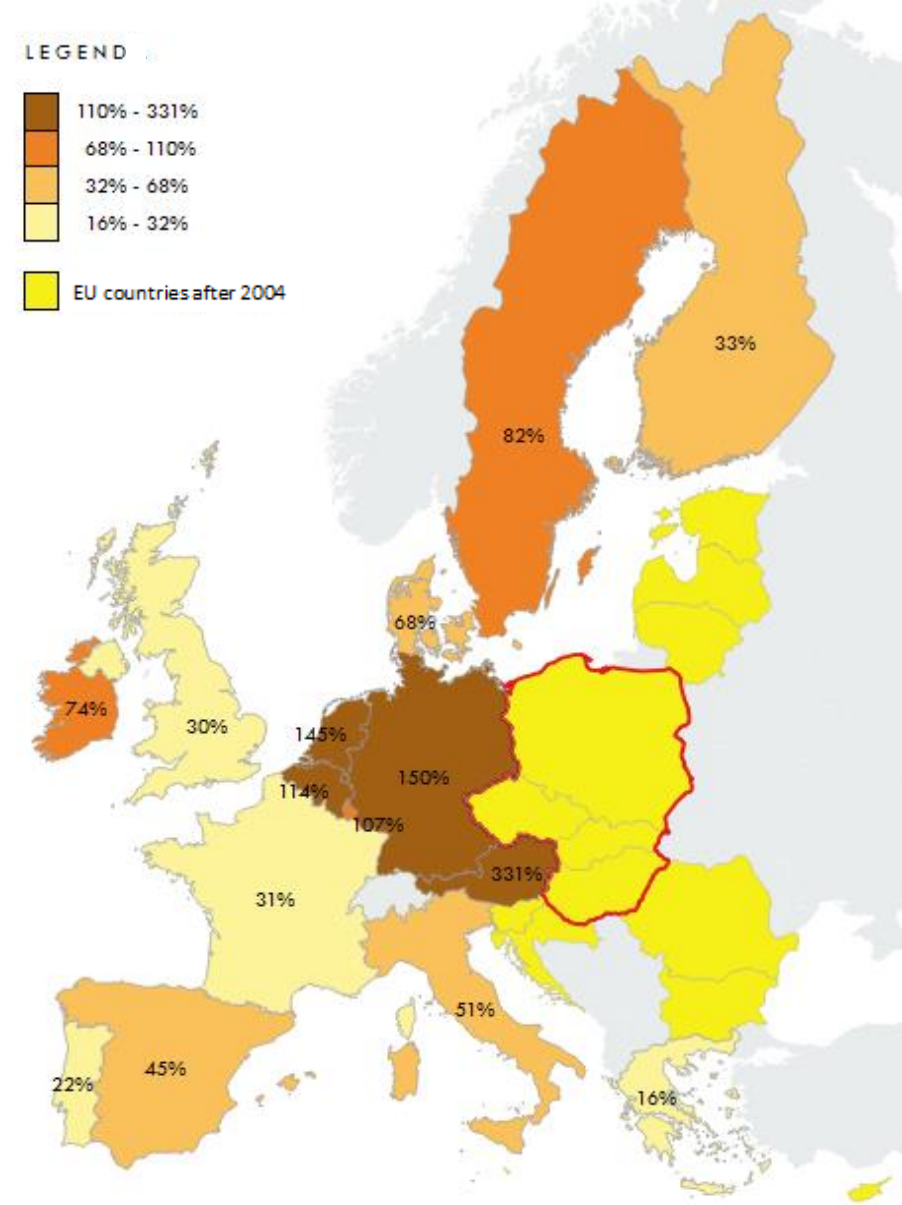 LEGEND
110% - 331%
68% - 110%
32% - 68%
16% - 32%
EU countries after 2004
33%
82%
68%
74%
30%
145%
150%
114%
107%
331%
31%
51%
45%
22%
16%